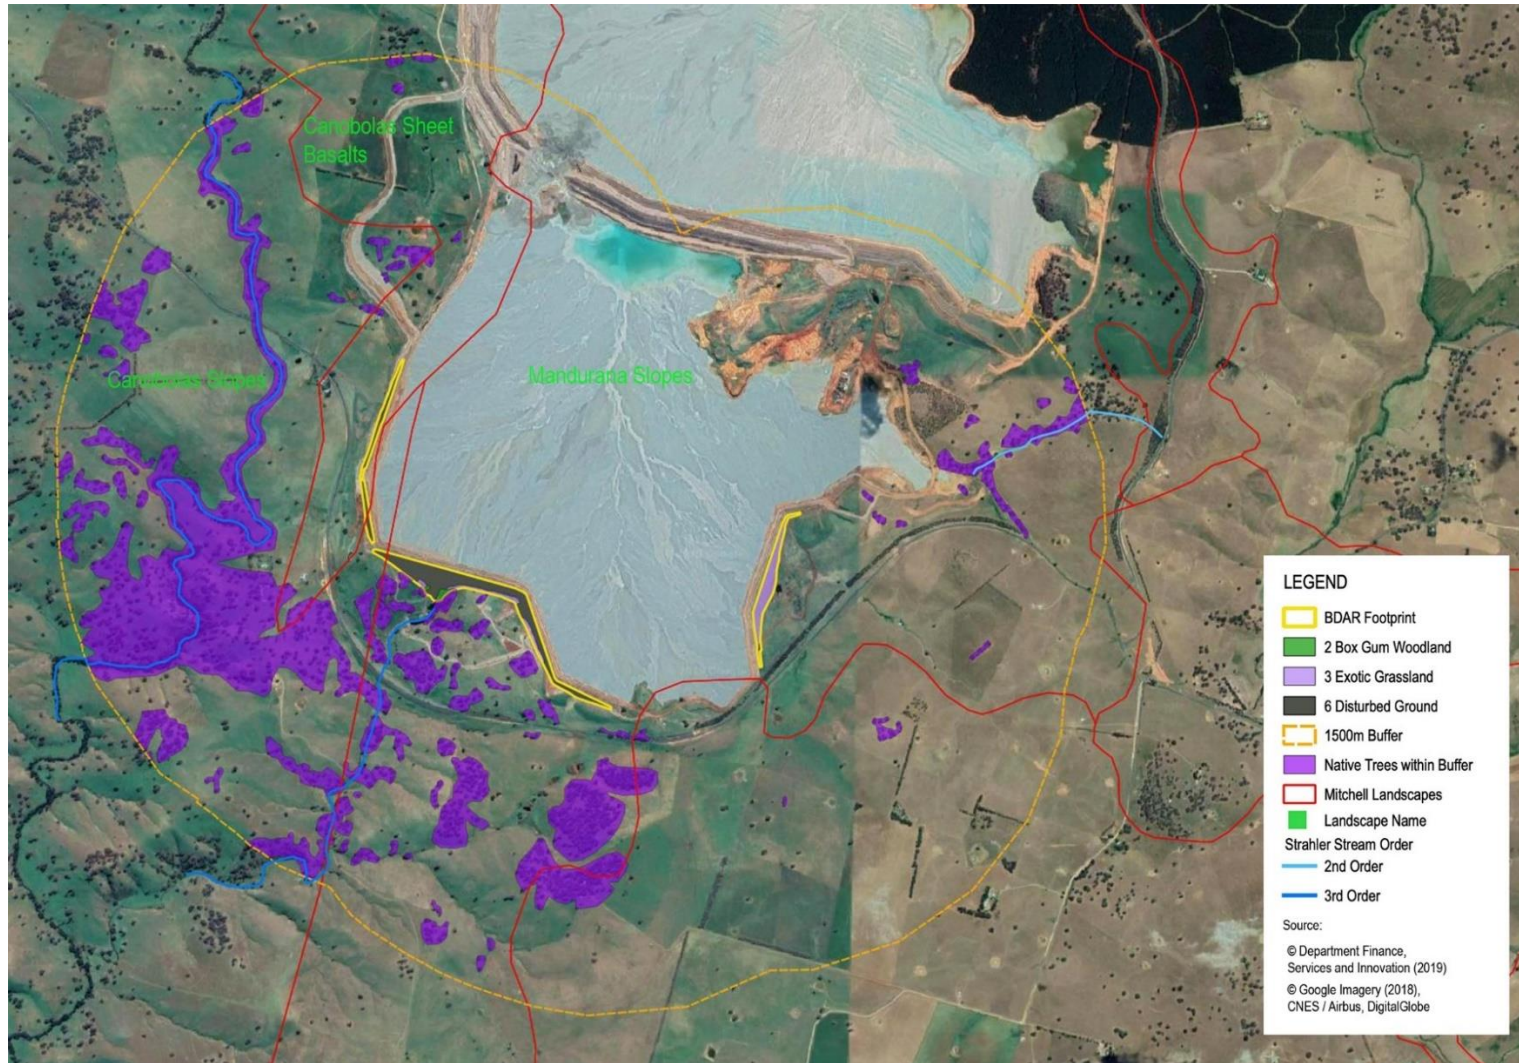 Canobolas Sheet
Basalts
Canobolas Slopes
Mandurana Slopes
LEGEND
BDAR Footprint
2 Box Gum Woodland
3 Exotic Grassland
6 Disturbed Ground
1500m Buffer
Native Trees within Buffer
Mitchell Landscapes
Landscape Name
Strahler Stream Order
2nd Order
3rd Order
Source:
© Department Finance,
Services and Innovation (2019)
© Google Imagery (2018),
CNES / Airbus, DigitalGlobe